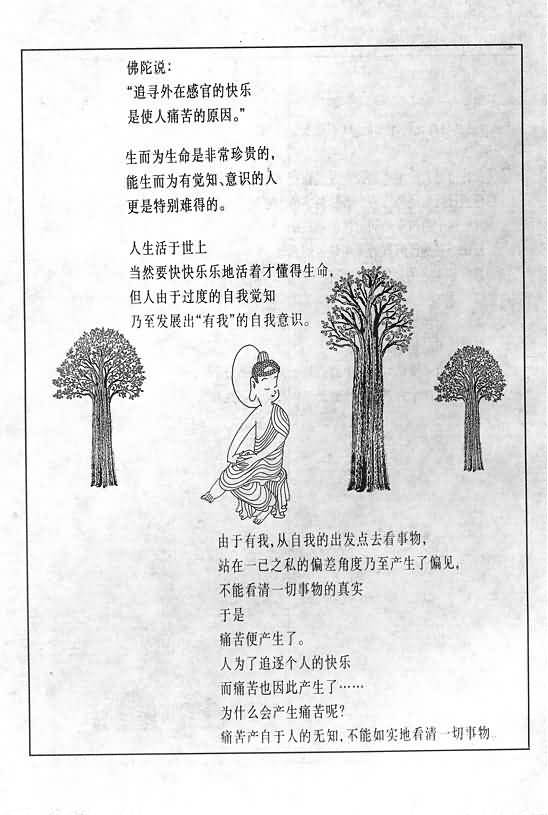 佛陀说：
“追寻外在感官的快乐
是使人痛苦的原因。”
生而为生命是非常珍贵的，
能生而为有觉知、意识的人
更是特别难得的。
人生活于世上
当然要快快乐乐地活着才懂得生命，
但人由于过度的自我觉知
乃至发展出“有我”的自我意识。
由于有我，从自我的出发点去看事物，
站在一己之私的偏差角度乃至产生了偏见，
不能看清一切事物的真实
于是
痛苦便产生了。
人为了追逐个人的快乐
而痛苦也因此产生了……
为什么会产生痛苦呢？
痛苦产自于人的无知，不能如实地看清一切事物